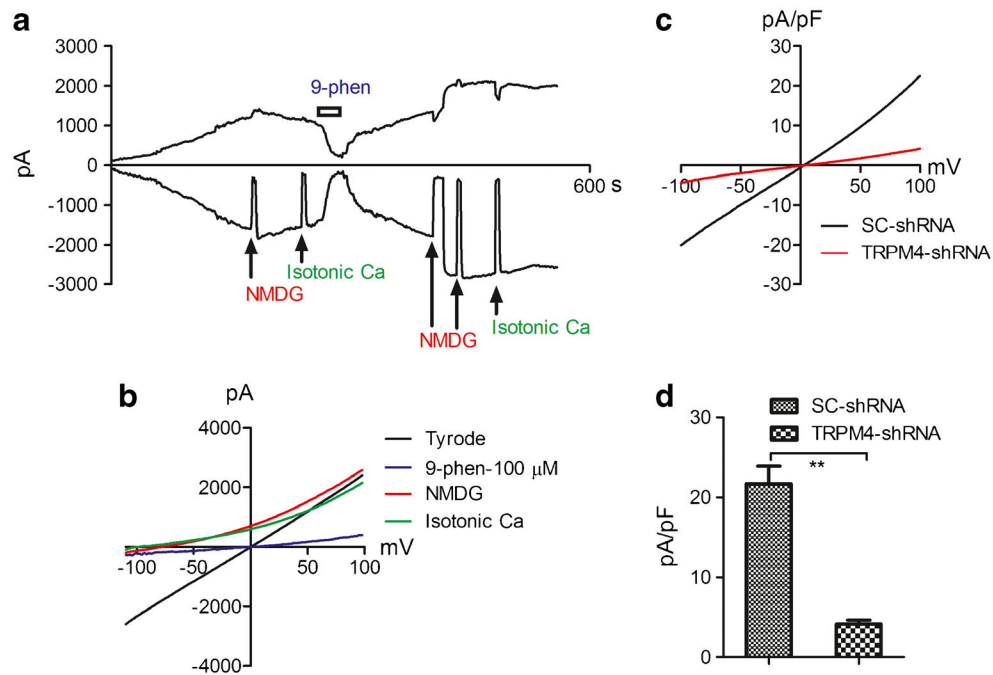 a
3000
2000
1000
0
-1000
-2000
-3000
pA
9-phen
600 s
Isotonic Ca
NMDG
NMDG
Isotonic Ca
b
pA
4000
2000
-2000
-4000
-100 -50 0 50 100
mV
Tyrode
9-phen-100 μM
NMDG
Isotonic Ca
c
pA/pF
30
20
10
-10
-20
-30
-100 -50 0 50 100
mV
SC-shRNA
TRPM4-shRNA
d
SC-shRNA
TRPM4-shRNA
**
30
20
10
0
pA/pF